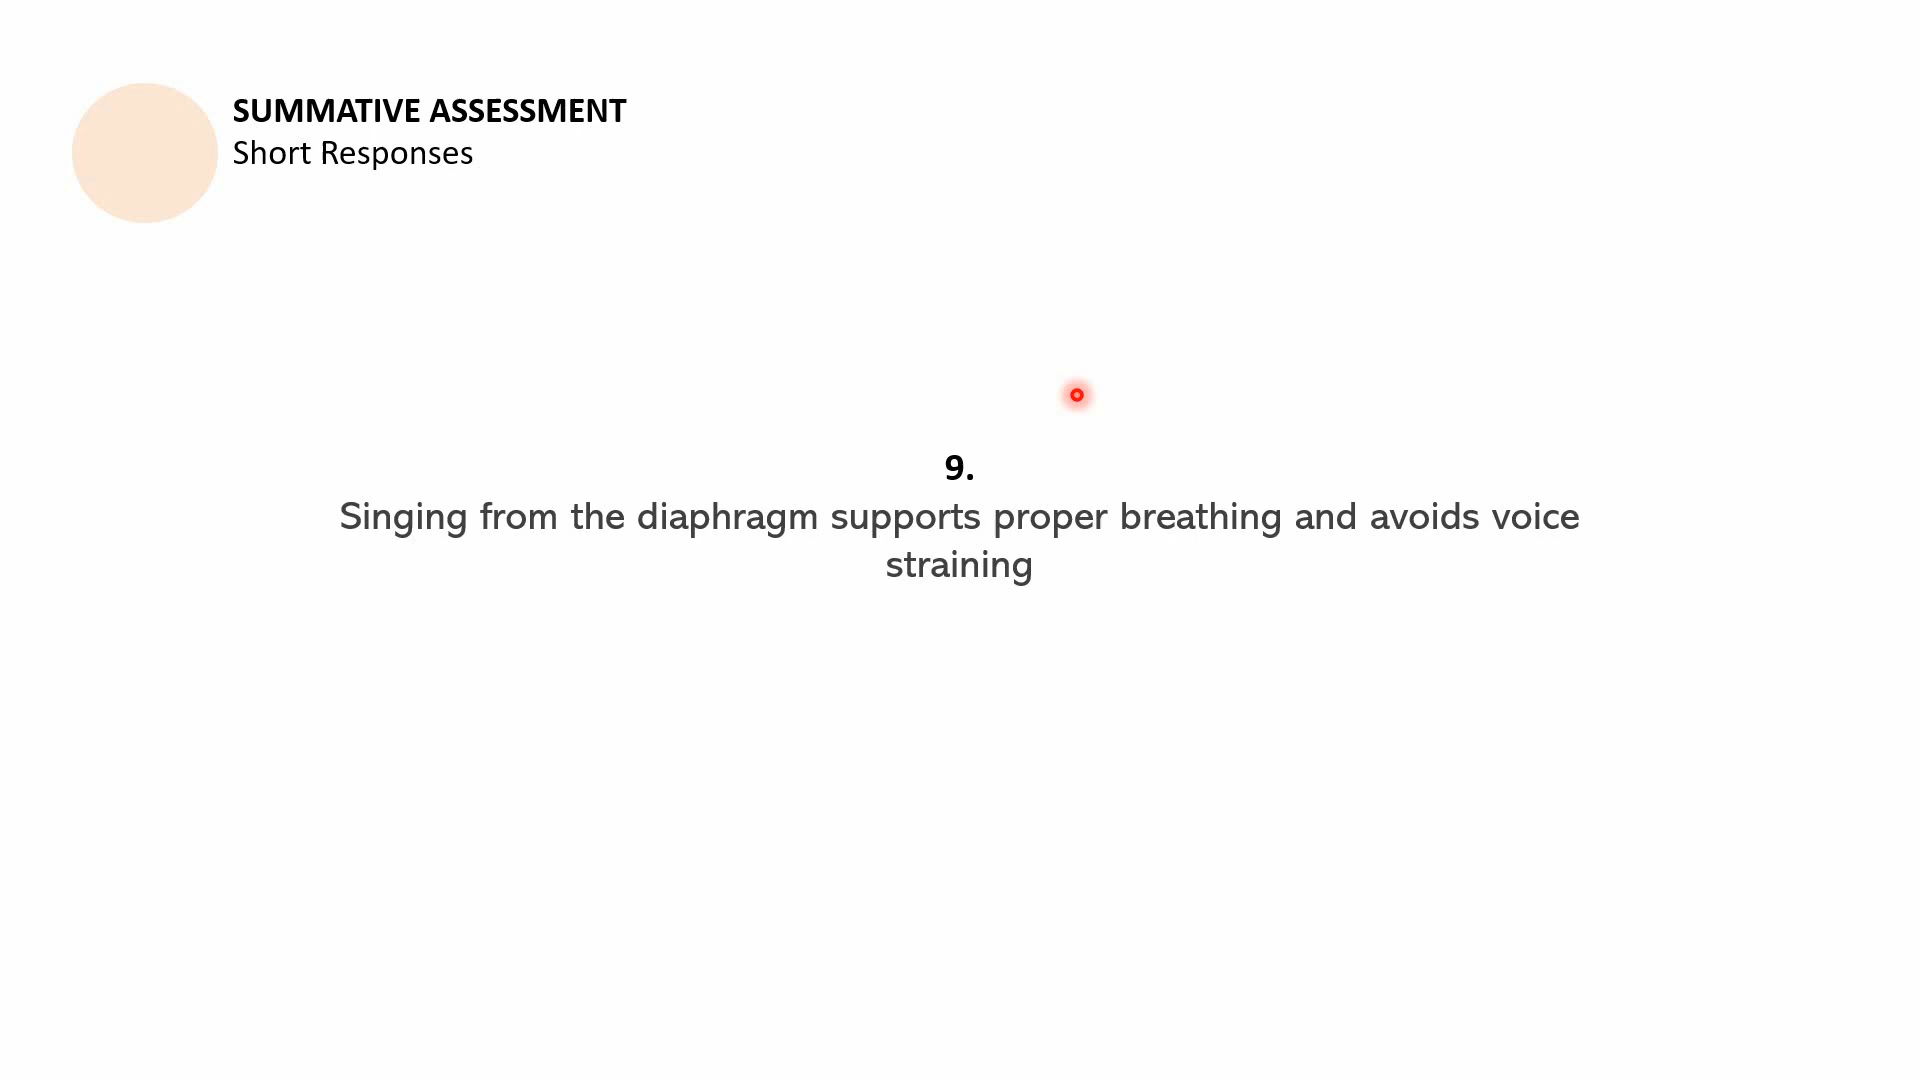 SUMMATIVE ASSESSMENT
Short Responses
9.
Singing from the diaphragm supports proper breathing and avoids voice
straining